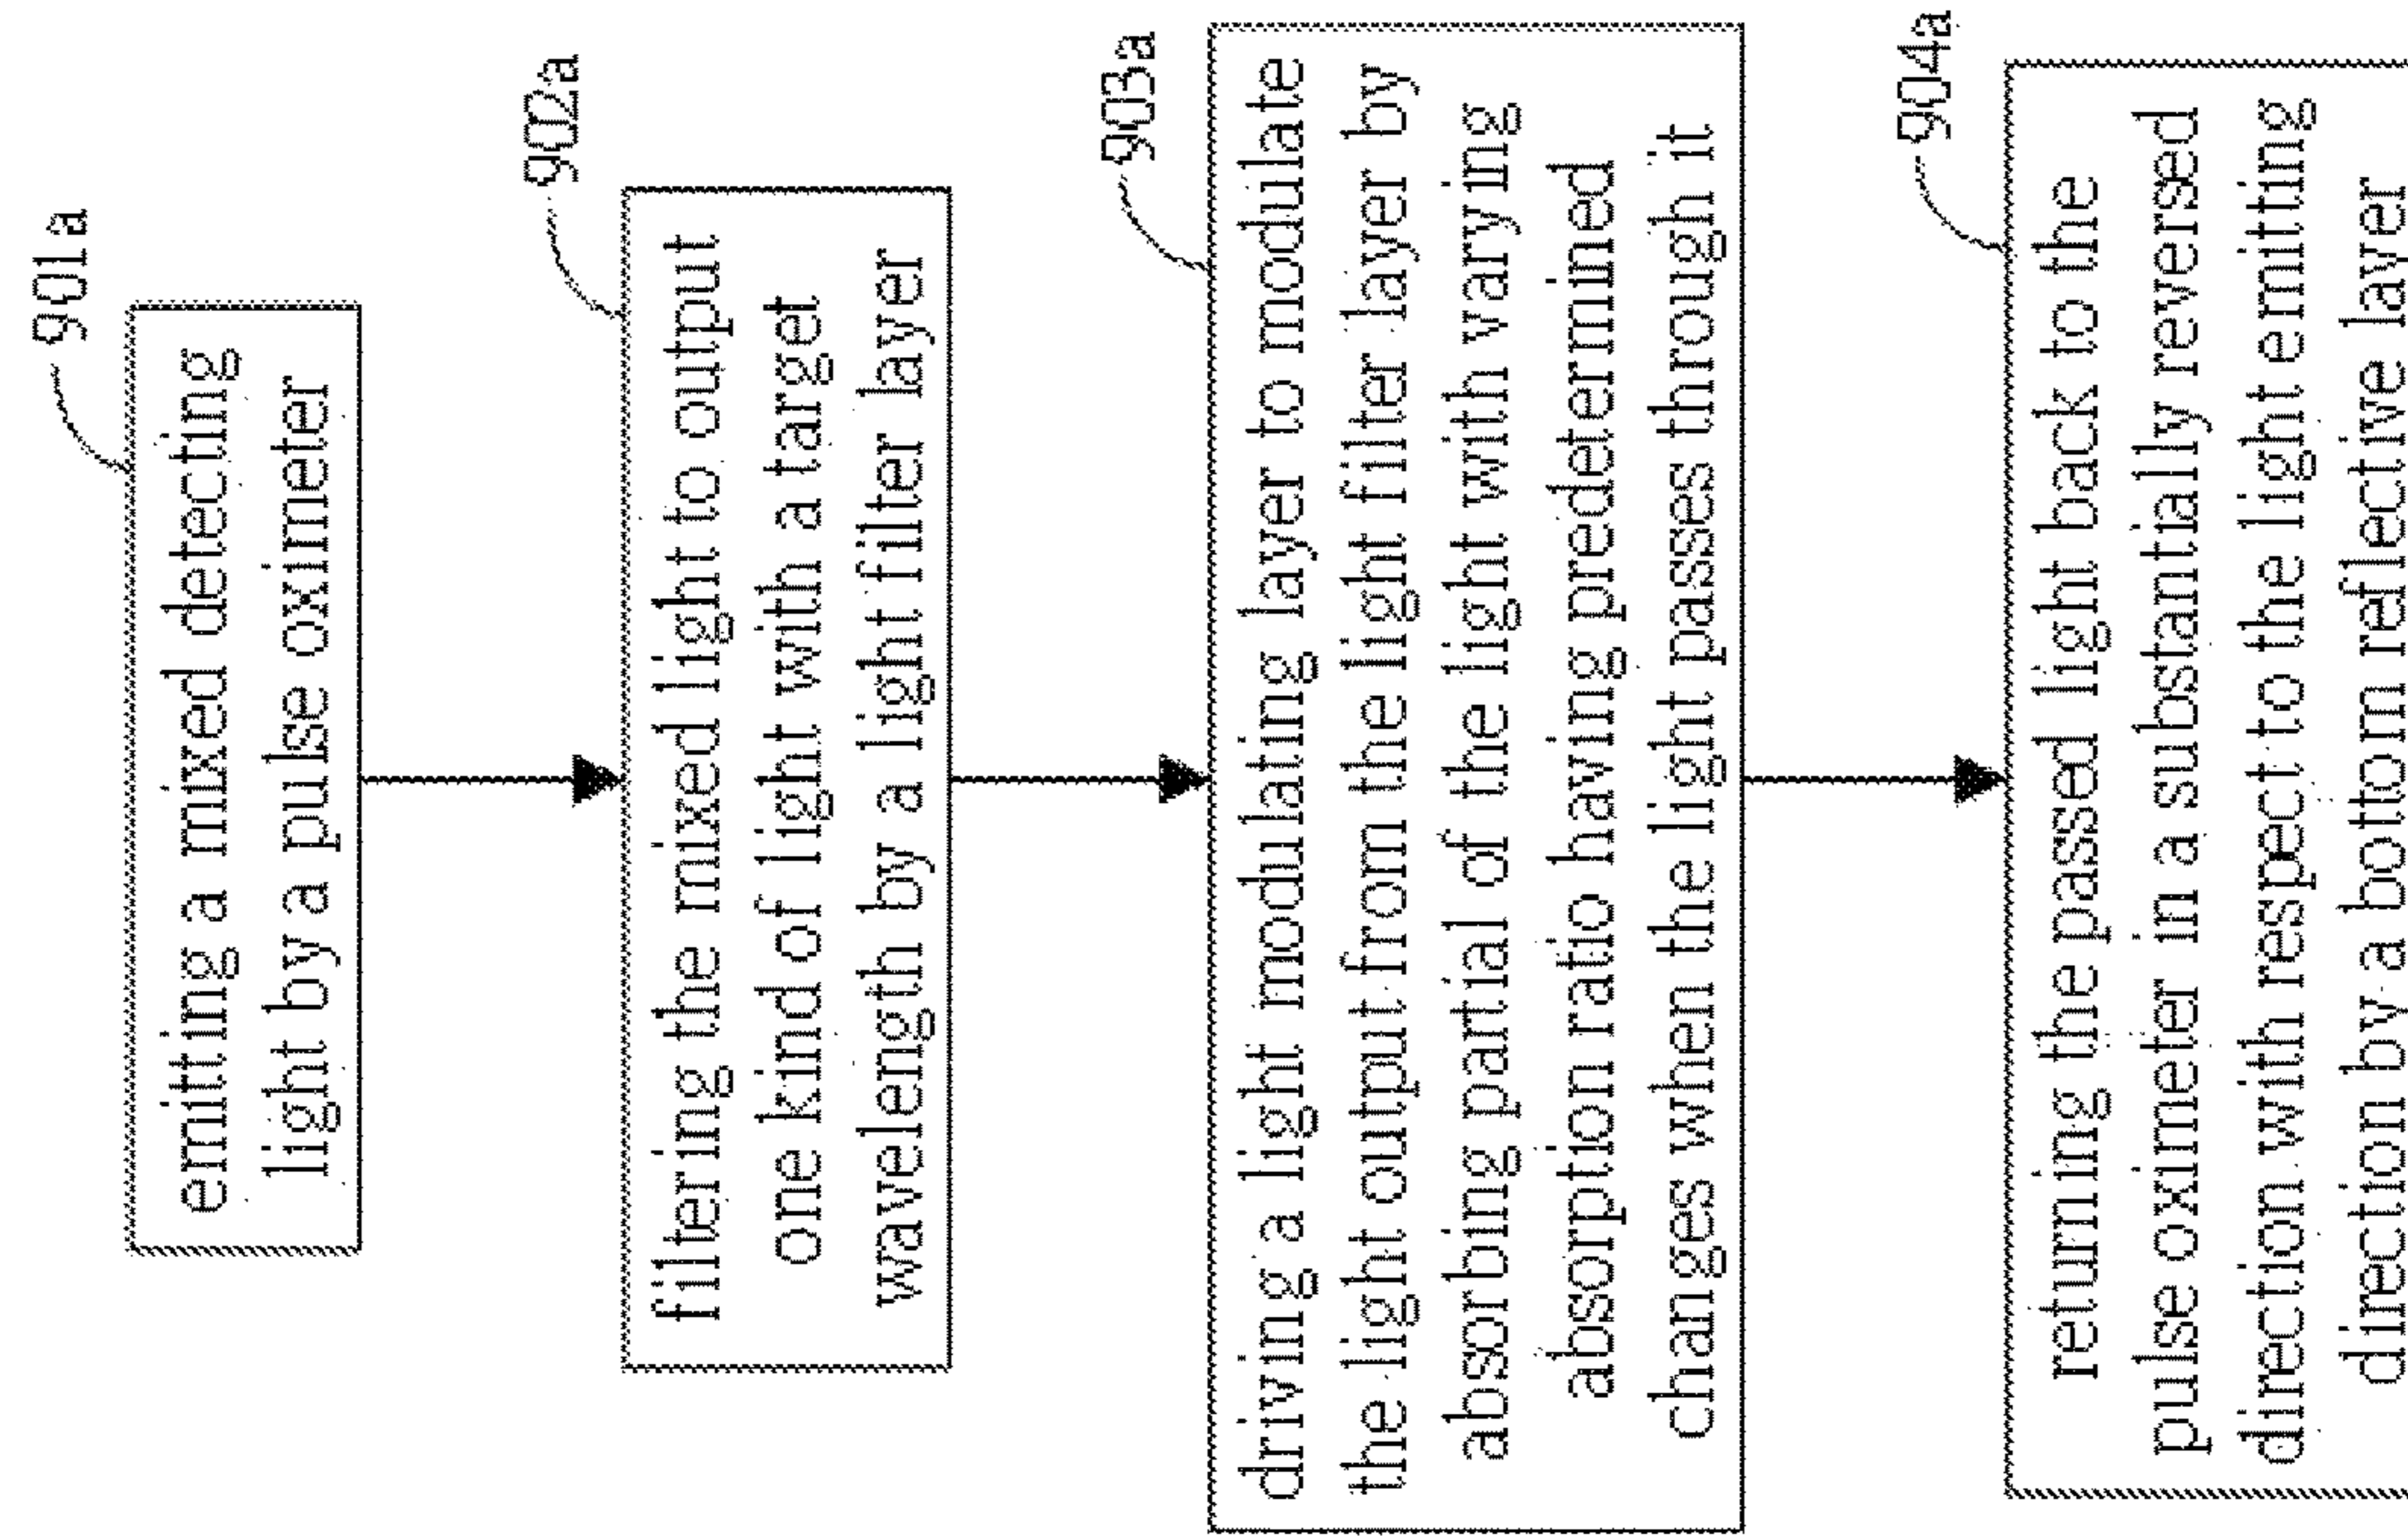 901a
emitting a mixed detecting
light by a pulse oximeter
902a
filtering the mixed light to output
one kind of light with a target
wavelength by a light filter layer
903a
driving a light modulating layer to modulate
the light output from the light filter layer by
absorbing partial of the light with varying
absorption ratio having predetermined
changes when the light passes through it
904a
returning the passed light back to the
pulse oximeter in a substantially reversed
direction with respect to the light emitting
direction by a bottom reflective layer